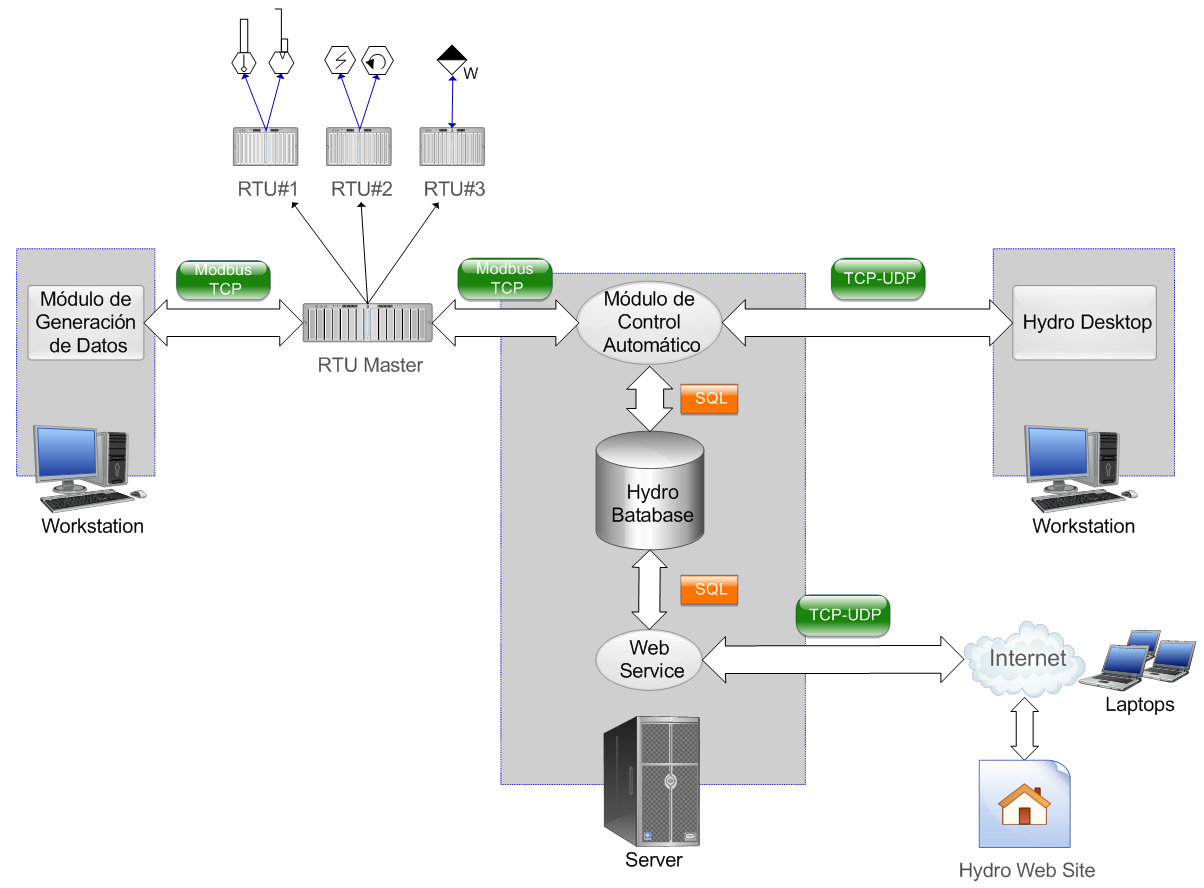 W
RTU#1
RTU#2
RTU#3
Modbus
TCP
Modbus
TCP
TCP-UDP
Módulo de
Generación
de Datos
RTU Master
Módulo de
Control
Automático
Hydro Desktop
SQL
Hydro
Batabase
Workstation
Workstation
SQL
TCP-UDP
Web
Service
Internet
Laptops
Server
Hydro Web Site